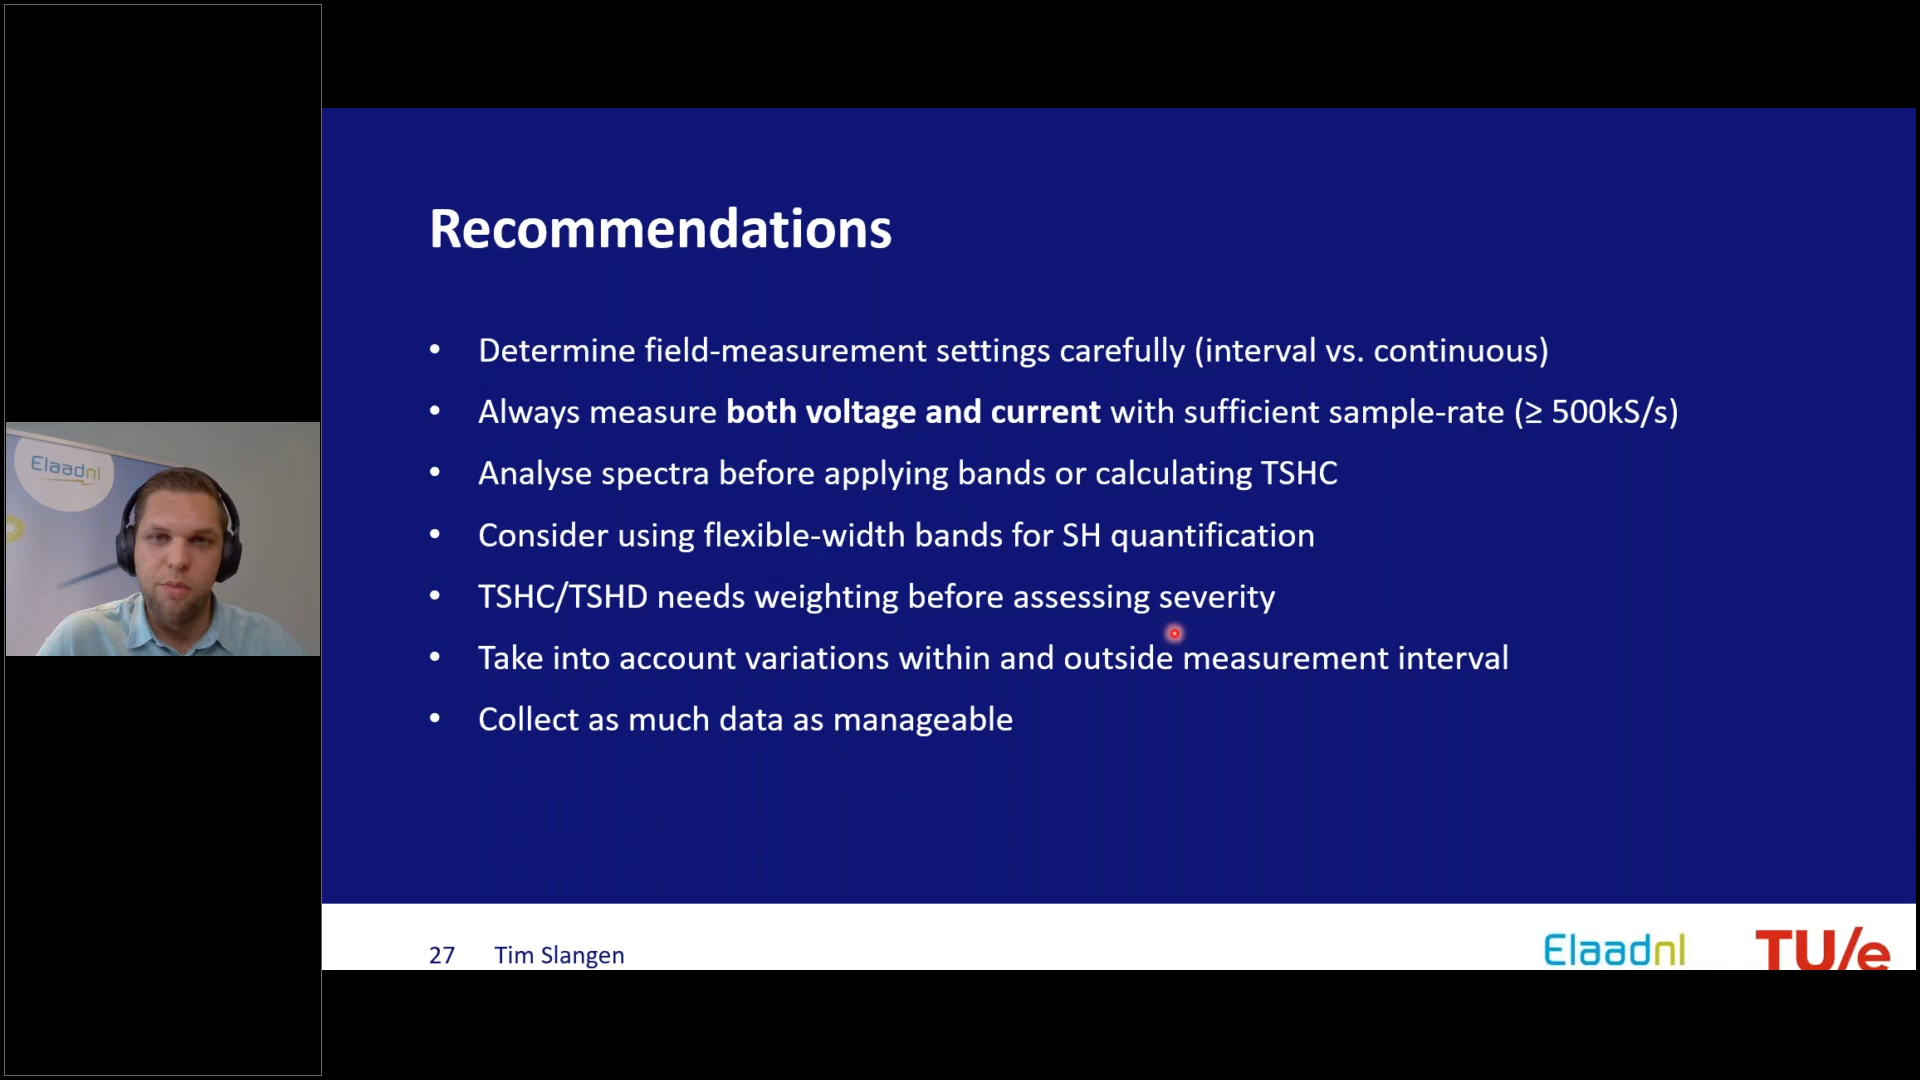 Elaadnl
Recommendations
• Determine field-measurement settings carefully (interval vs. continuous)
• Always measure both voltage and current with sufficient sample-rate (≥ 500kS/s)
• Analyse spectra before applying bands or calculating TSHC
• Consider using flexible-width bands for SH quantification
• TSHC/TSHD needs weighting before assessing severity
• Take into account variations within and outside measurement interval
• Collect as much data as manageable
27 Tim Slangen
Elaadnl TU/e